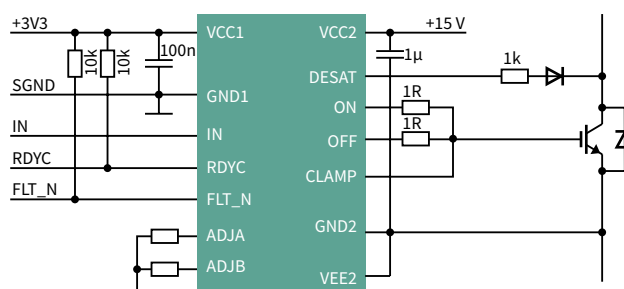 +3V3
VCC1
VCC2
+15 V
10k
10k
100n
1µ
DESAT
1k
SGND
GND1
ON
1R
IN
IN
OFF
1R
RDYC
RDYC
CLAMP
FLT_N
FLT_N
ADJA
GND2
ADJB
VEE2